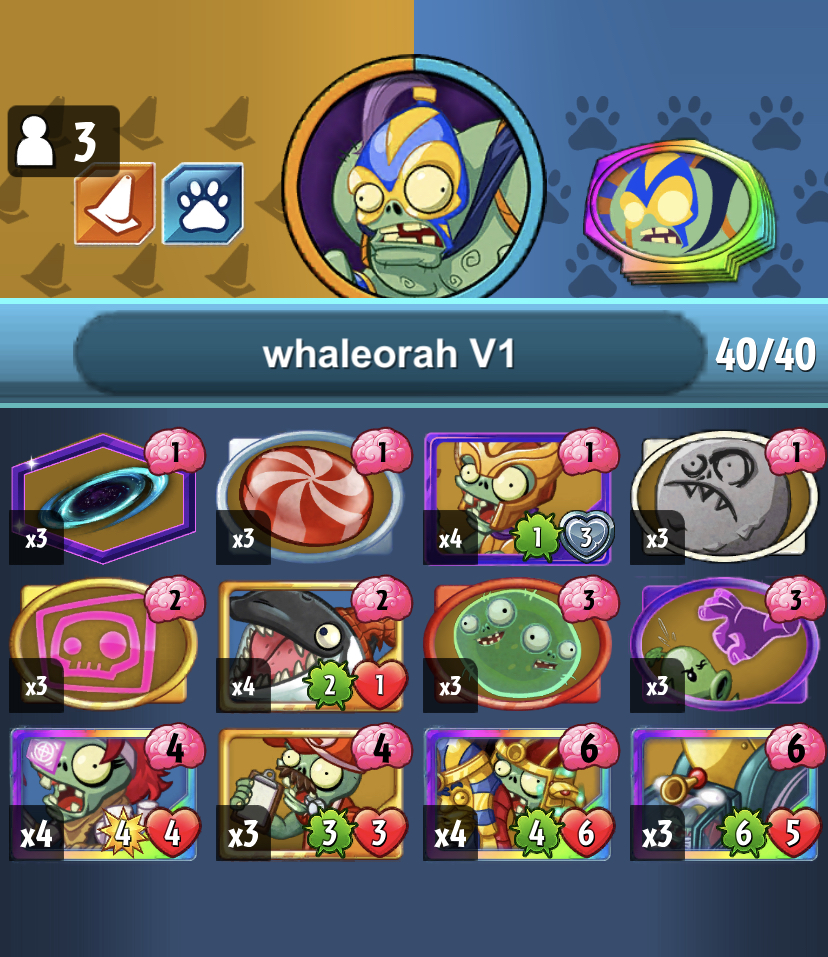 3
whaleorah V1 40/40
1 1 1 1
x3 x3 x4 1 3 x3
2 2 3 3
x3 x4 2 1 x3 x3
4 4 6 6
x4 4 4 x3 3 3 x4 4 6 x3 6 5